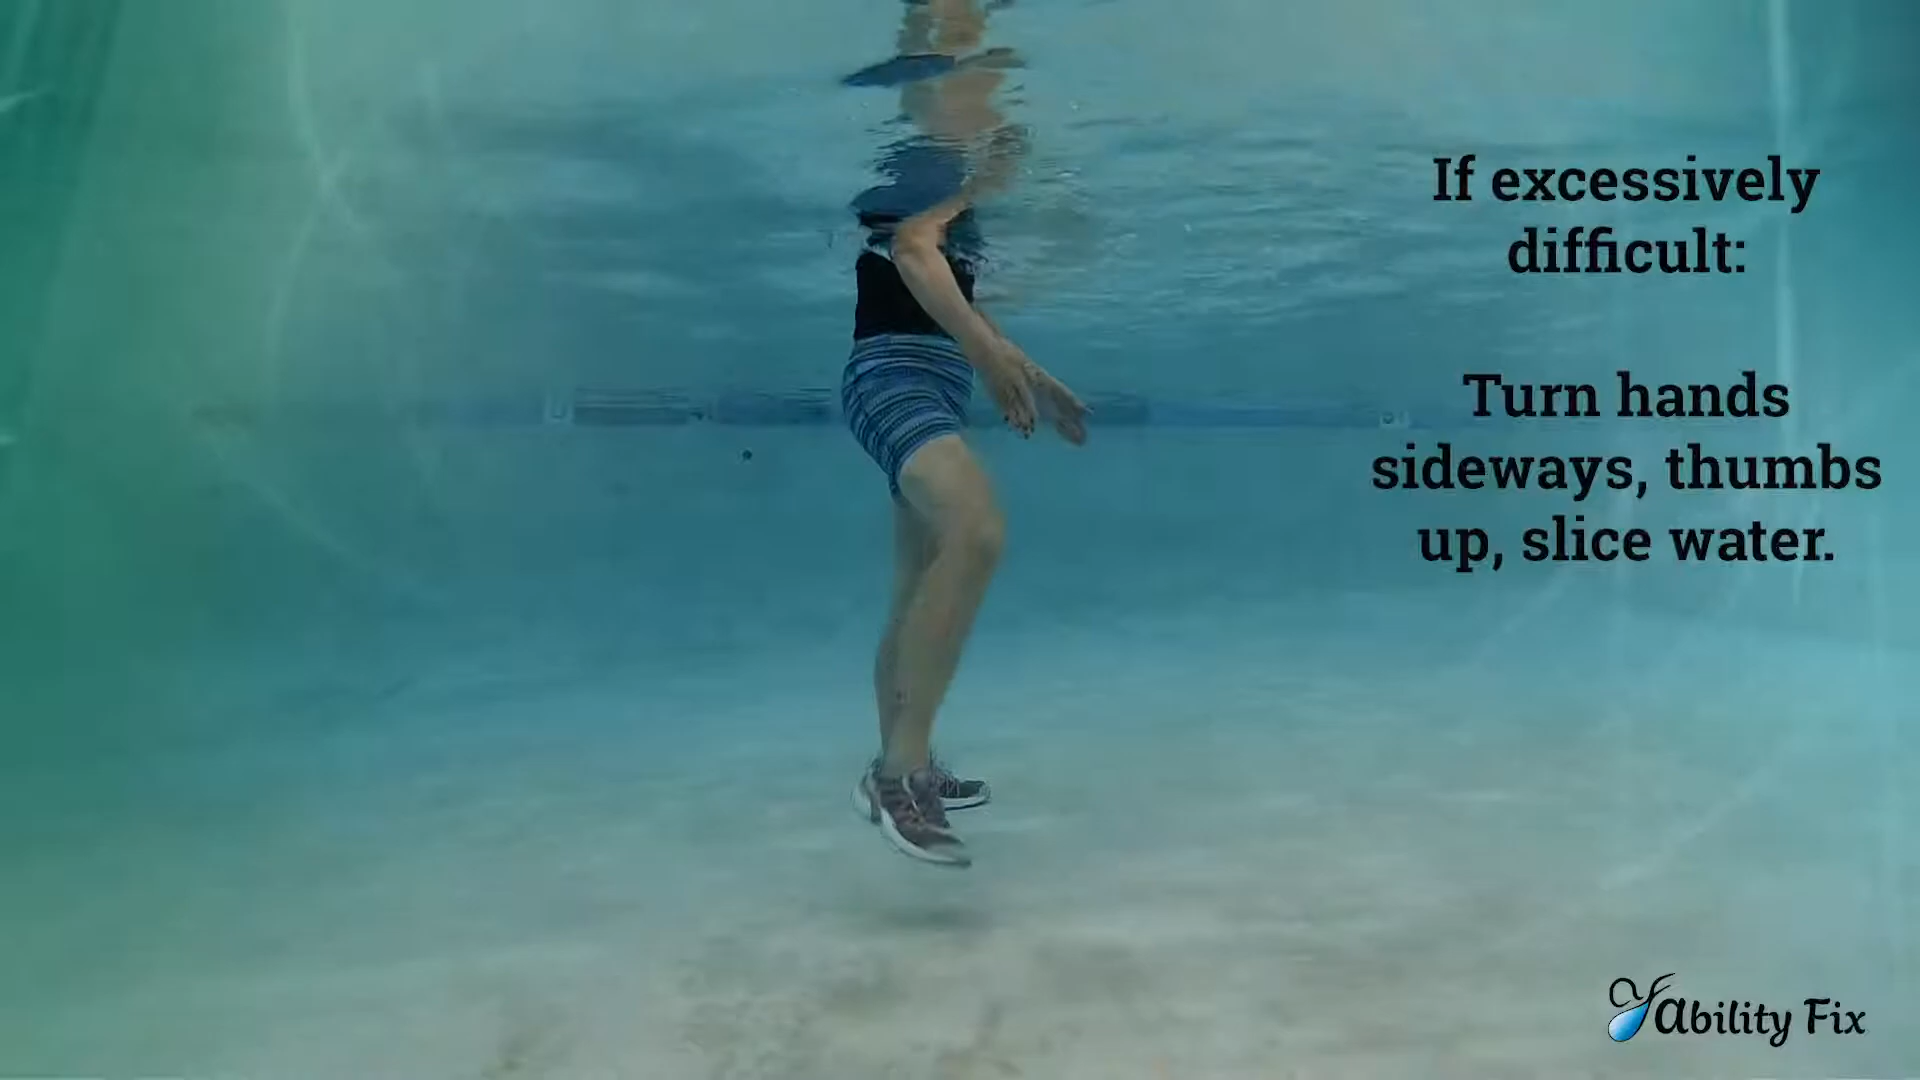 If excessively
difficult:
Turn hands
sideways, thumbs
up, slice water.
ability Fix